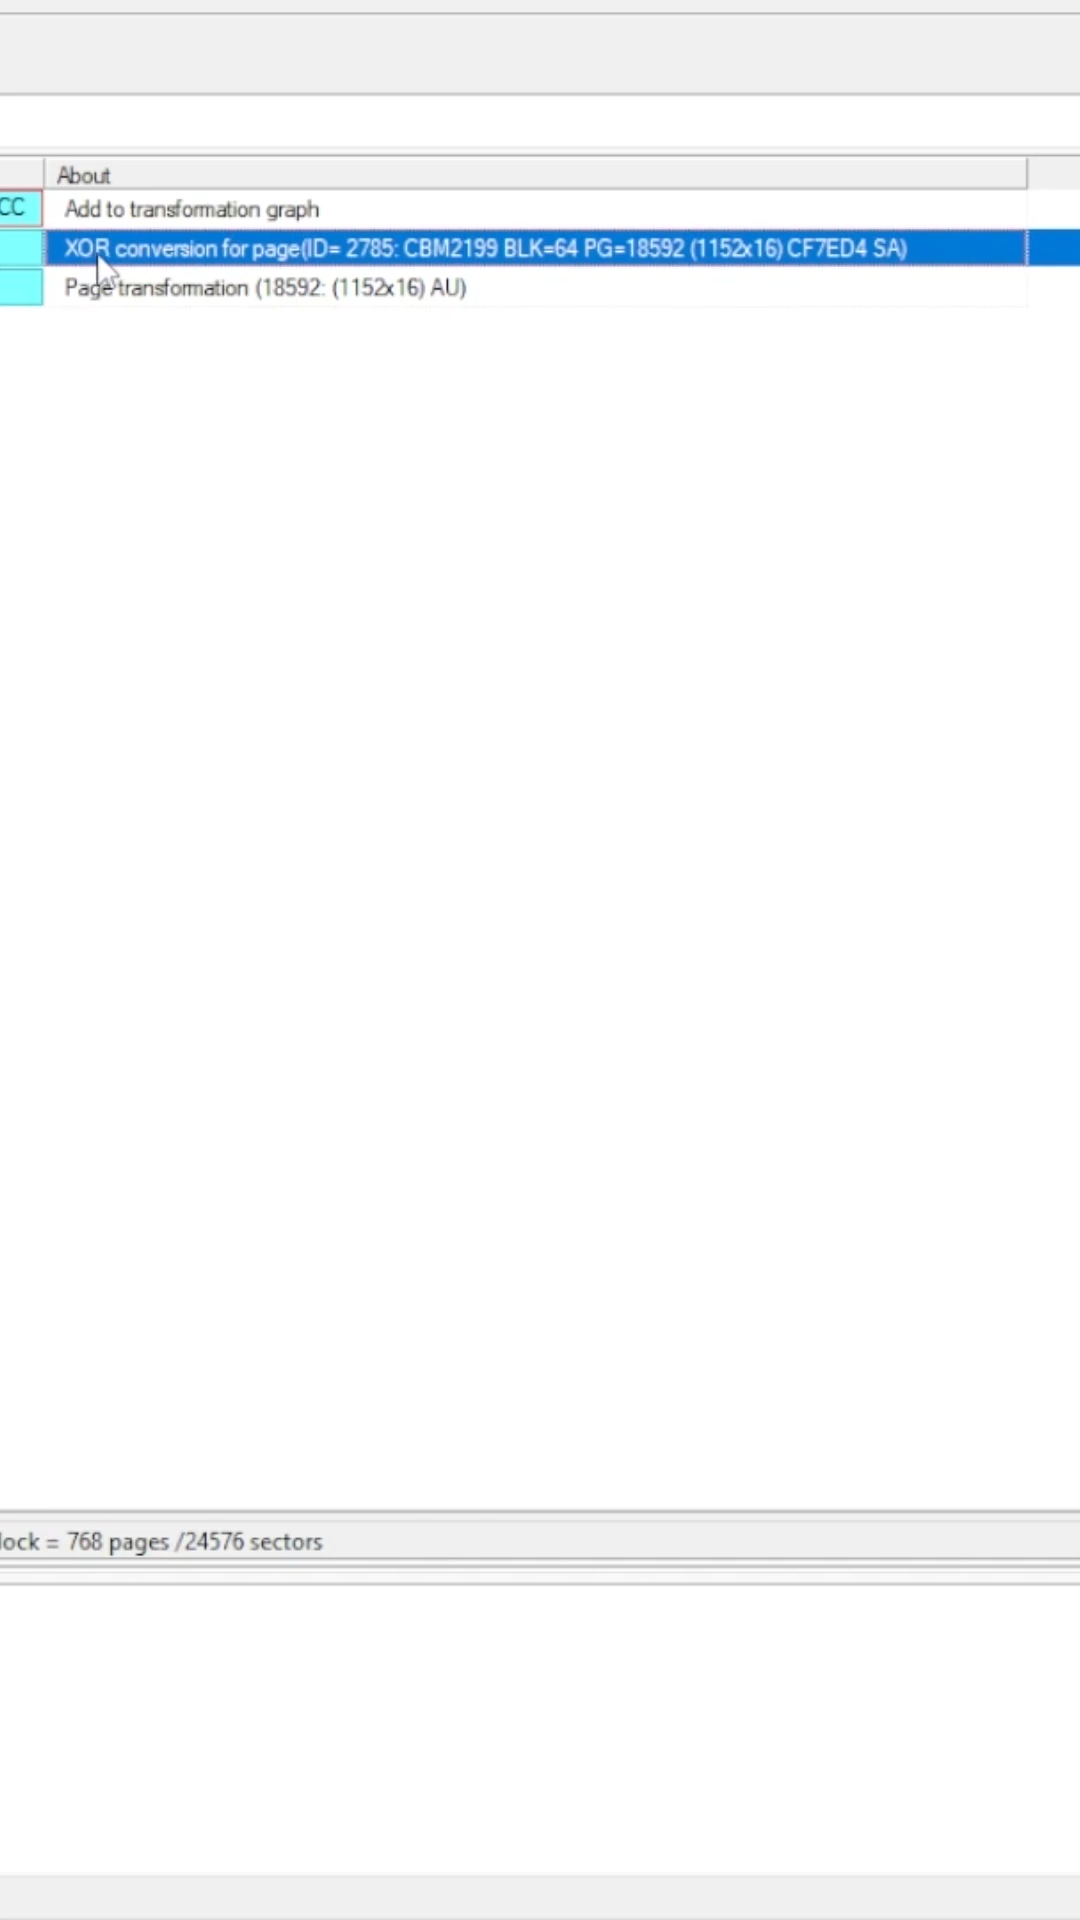 About
CC Add to transformation graph
XOR conversion for page(ID= 2785: CBM2199 BLK=64 PG=18592 (1152x16) CF7ED4 SA)
Page transformation (18592: (1152x16) AU)
lock = 768 pages /24576 sectors